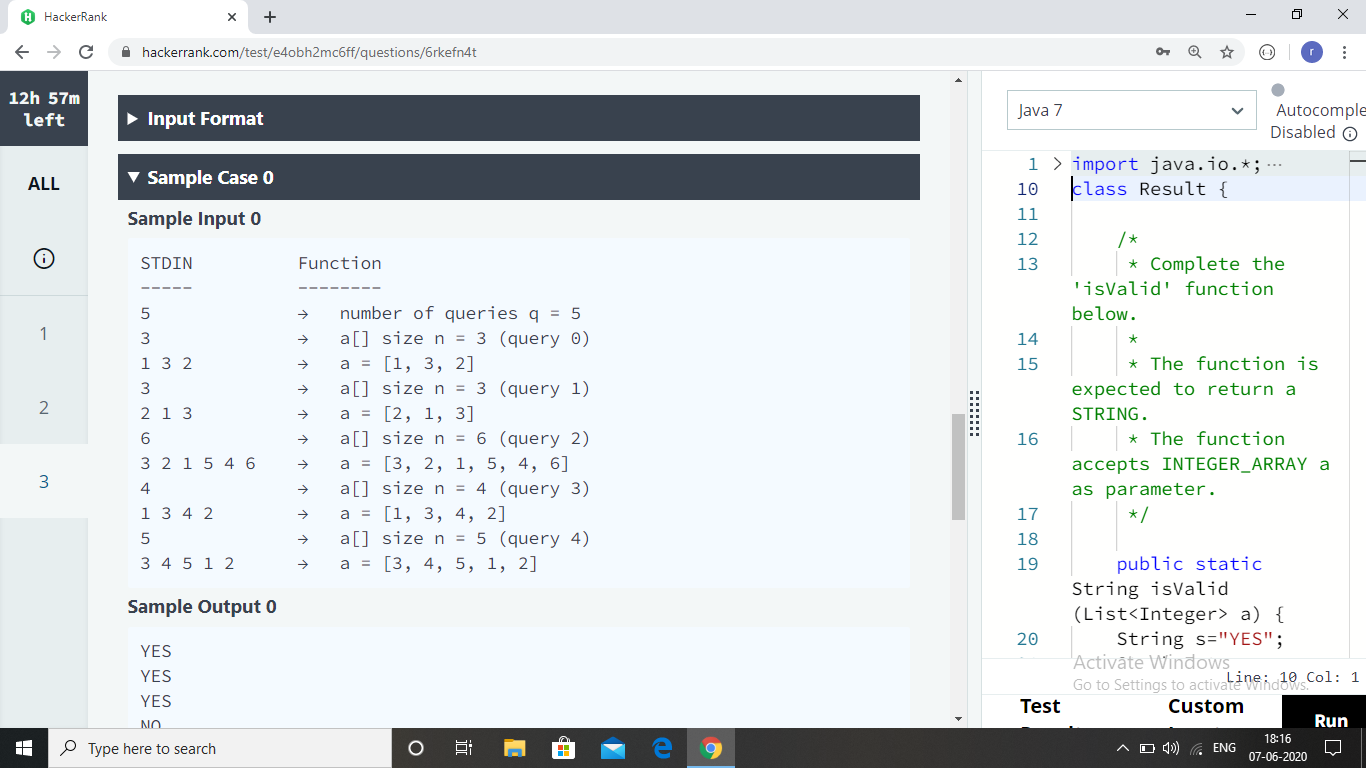 HackerRank
hackerrank.com/test/e4obh2mc6ff/questions/6rkefn4t
r
12h 57m
left
ALL
1
2
3
Input Format
Sample Case 0
Sample Input 0
STDIN Function
----- --------
5 → number of queries q = 5
3 → a[] size n = 3 (query 0)
1 3 2 → a = [1, 3, 2]
3 → a[] size n = 3 (query 1)
2 1 3 → a = [2, 1, 3]
6 → a[] size n = 6 (query 2)
3 2 1 5 4 6 → a = [3, 2, 1, 5, 4, 6]
4 → a[] size n = 4 (query 3)
1 3 4 2 → a = [1, 3, 4, 2]
5 → a[] size n = 5 (query 4)
3 4 5 1 2 → a = [3, 4, 5, 1, 2]
Sample Output 0
YES
YES
YES
NO
Java 7
Autocomple
Disabled
1 import java.io.*; ...
10 class Result {
11
12 /*
13 * Complete the
'isValid' function
below.
14 *
15 * The function is
expected to return a
STRING.
16 * The function
accepts INTEGER_ARRAY a
as parameter.
17 */
18
19 public static
String isValid
(List<Integer> a) {
20 String s="YES";
Activate Windows
Go to Settings to activate Windows.
Line: 10 Col: 1
Test
Custom
Run
Type here to search
ENG
18:16
07-06-2020